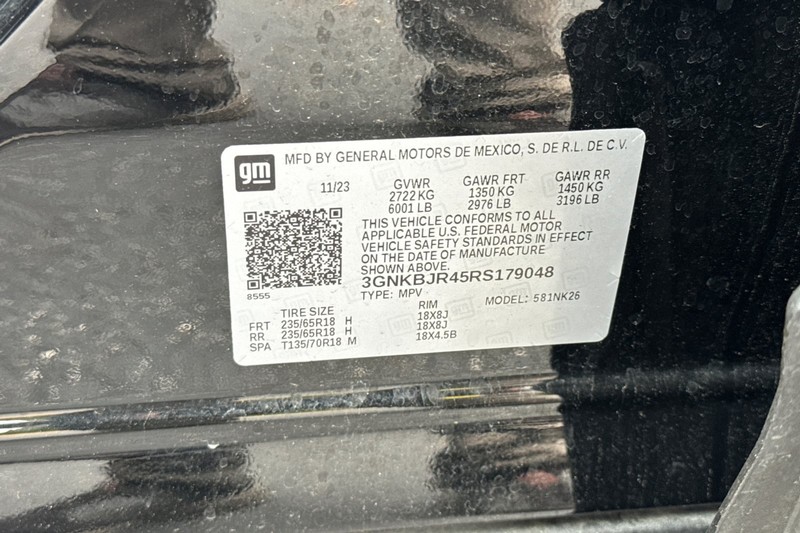 gm
MFD BY GENERAL MOTORS DE MEXICO, S. DE R.L. DE C.V.
11/23 GVWR GAWR FRT GAWR RR
2722 KG 1350 KG 1450 KG
6001 LB 2976 LB 3196 LB
THIS VEHICLE CONFORMS TO ALL
APPLICABLE U.S. FEDERAL MOTOR
VEHICLE SAFETY STANDARDS IN EFFECT
ON THE DATE OF MANUFACTURE
SHOWN ABOVE.
8555
3GNKBJR45RS179048
TYPE: MPV MODEL: 581NK26
TIRE SIZE RIM
FRT 235/65R18 H 18X8J
RR 235/65R18 H 18X8J
SPA T135/70R18 M 18X4.5B